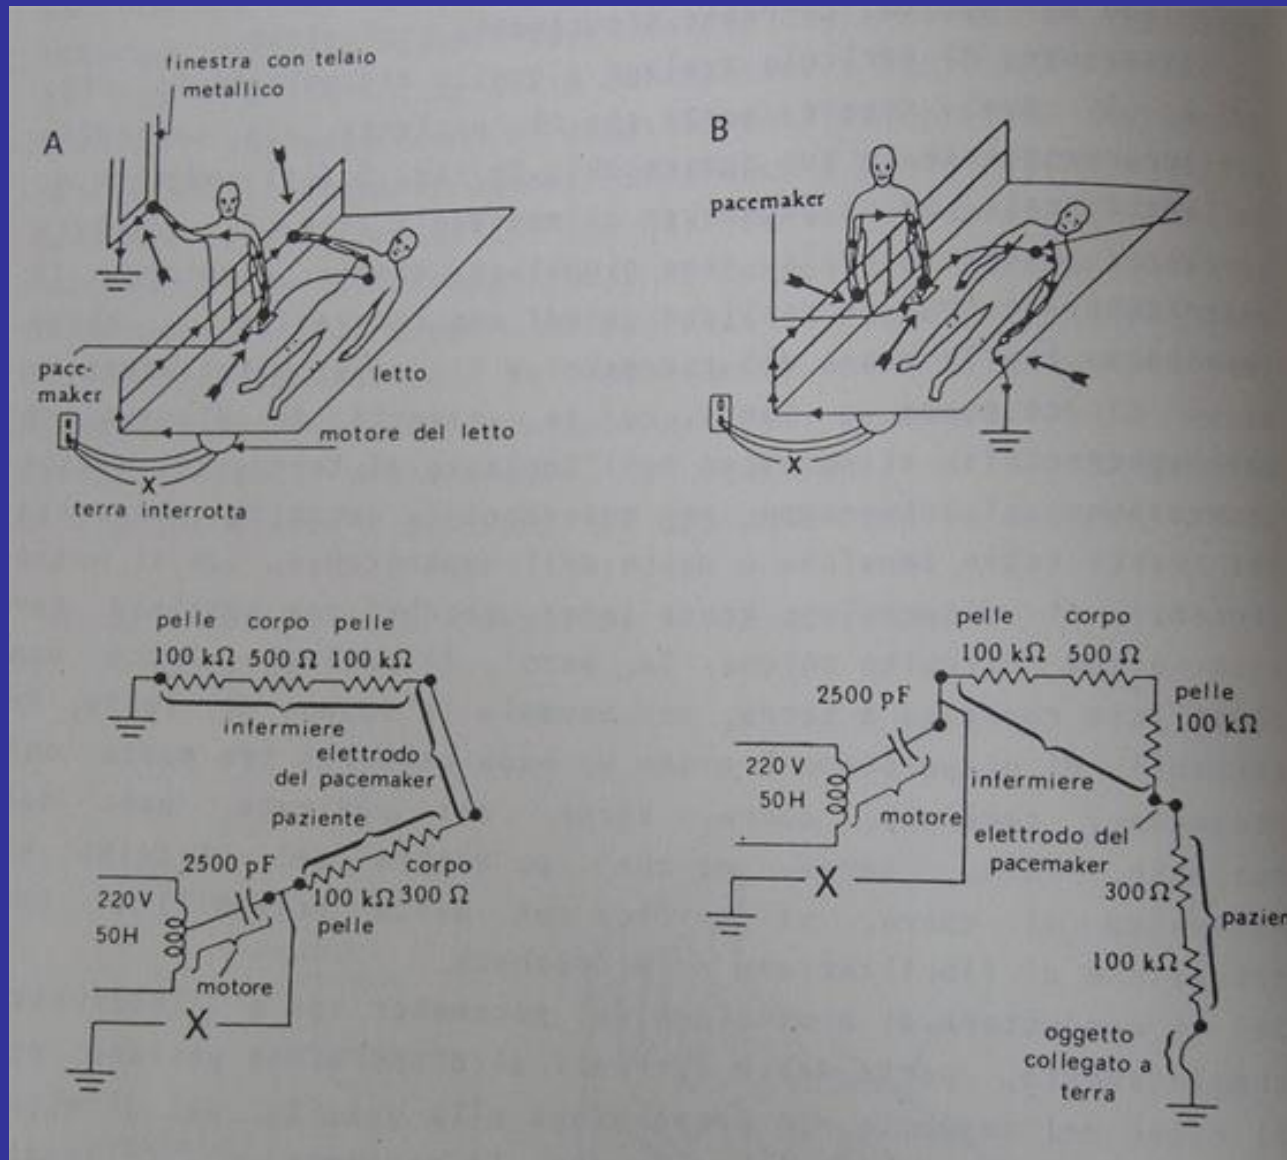 finestra con telaio
metallico
A
pace-
maker
letto
motore del letto
X
terra interrotta
B
pacemaker
X
pelle corpo pelle
100 kΩ 500 Ω 100 kΩ
infermiere
elettrodo
del pacemaker
paziente
2500 pF
corpo
100 kΩ 300 Ω
pelle
220 V
50H
motore
X
pelle corpo
100 kΩ 500 Ω
2500 pF
pelle
100 kΩ
220 V
50H
infermiere
motore
elettrodo del
pacemaker
X
300 Ω
pazien
100 kΩ
oggetto
collegato a
terra